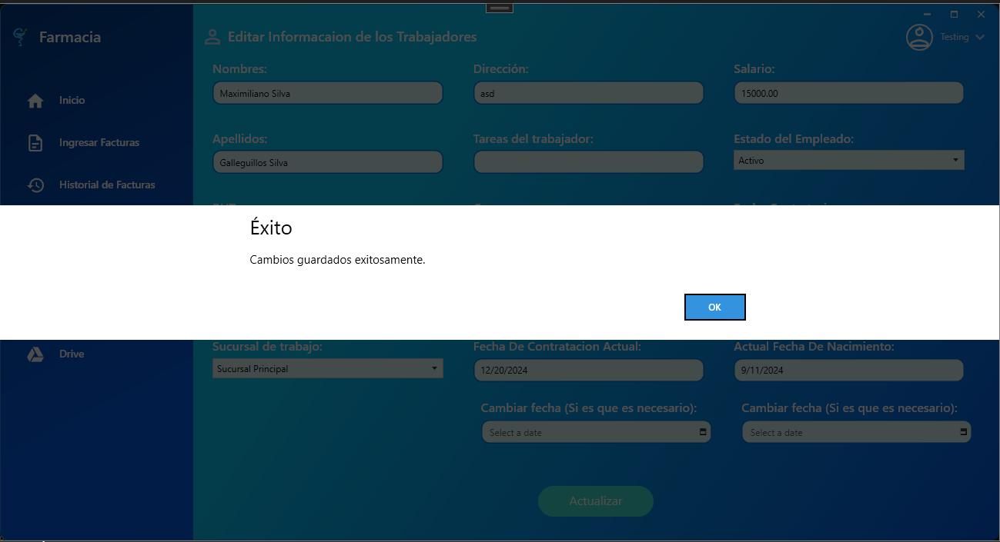 Farmacia
Editar Informacaion de los Trabajadores
Testing
Nombres:
Dirección:
Salario:
Maximiliano Silva
asd
15000.00
Inicio
Apellidos:
Tareas del trabajador:
Estado del Empleado:
Ingresar Facturas
Galleguillos Silva
Activo
Historial de Facturas
Éxito
Cambios guardados exitosamente.
OK
Sucursal de trabajo:
Fecha De Contratacion Actual:
Actual Fecha De Nacimiento:
Drive
Sucursal Principal
12/20/2024
9/11/2024
Cambiar fecha (Si es que es necesario):
Cambiar fecha (Si es que es necesario):
Select a date
Select a date
Actualizar